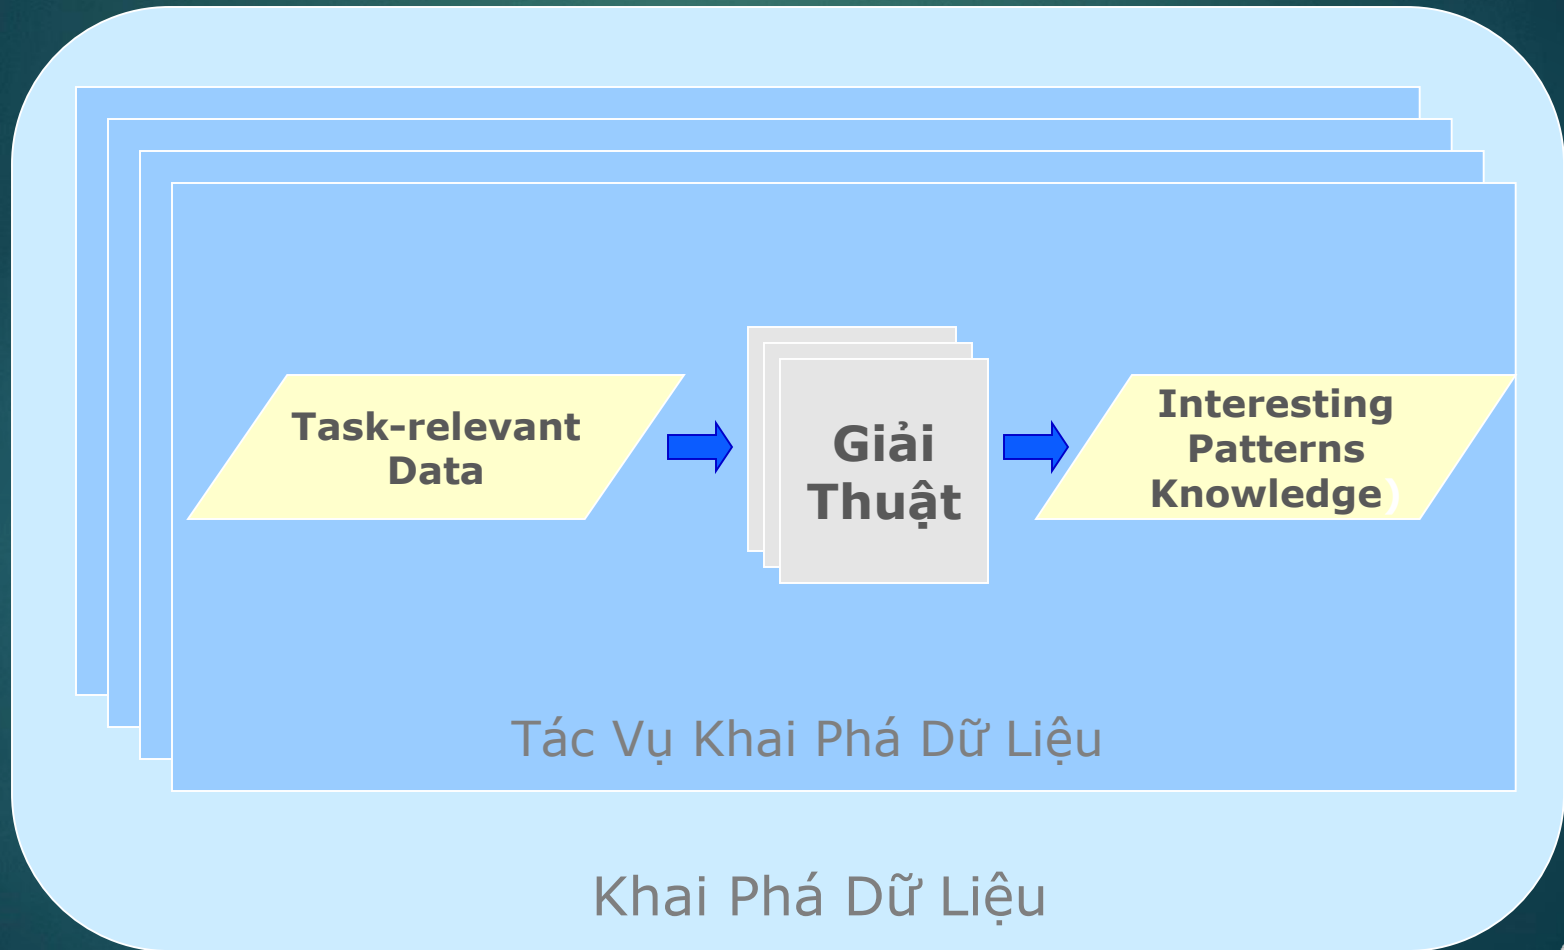 Task-relevant
Data
Giải
Thuật
Interesting
Patterns
Knowledge)
Tác Vụ Khai Phá Dữ Liệu
Khai Phá Dữ Liệu